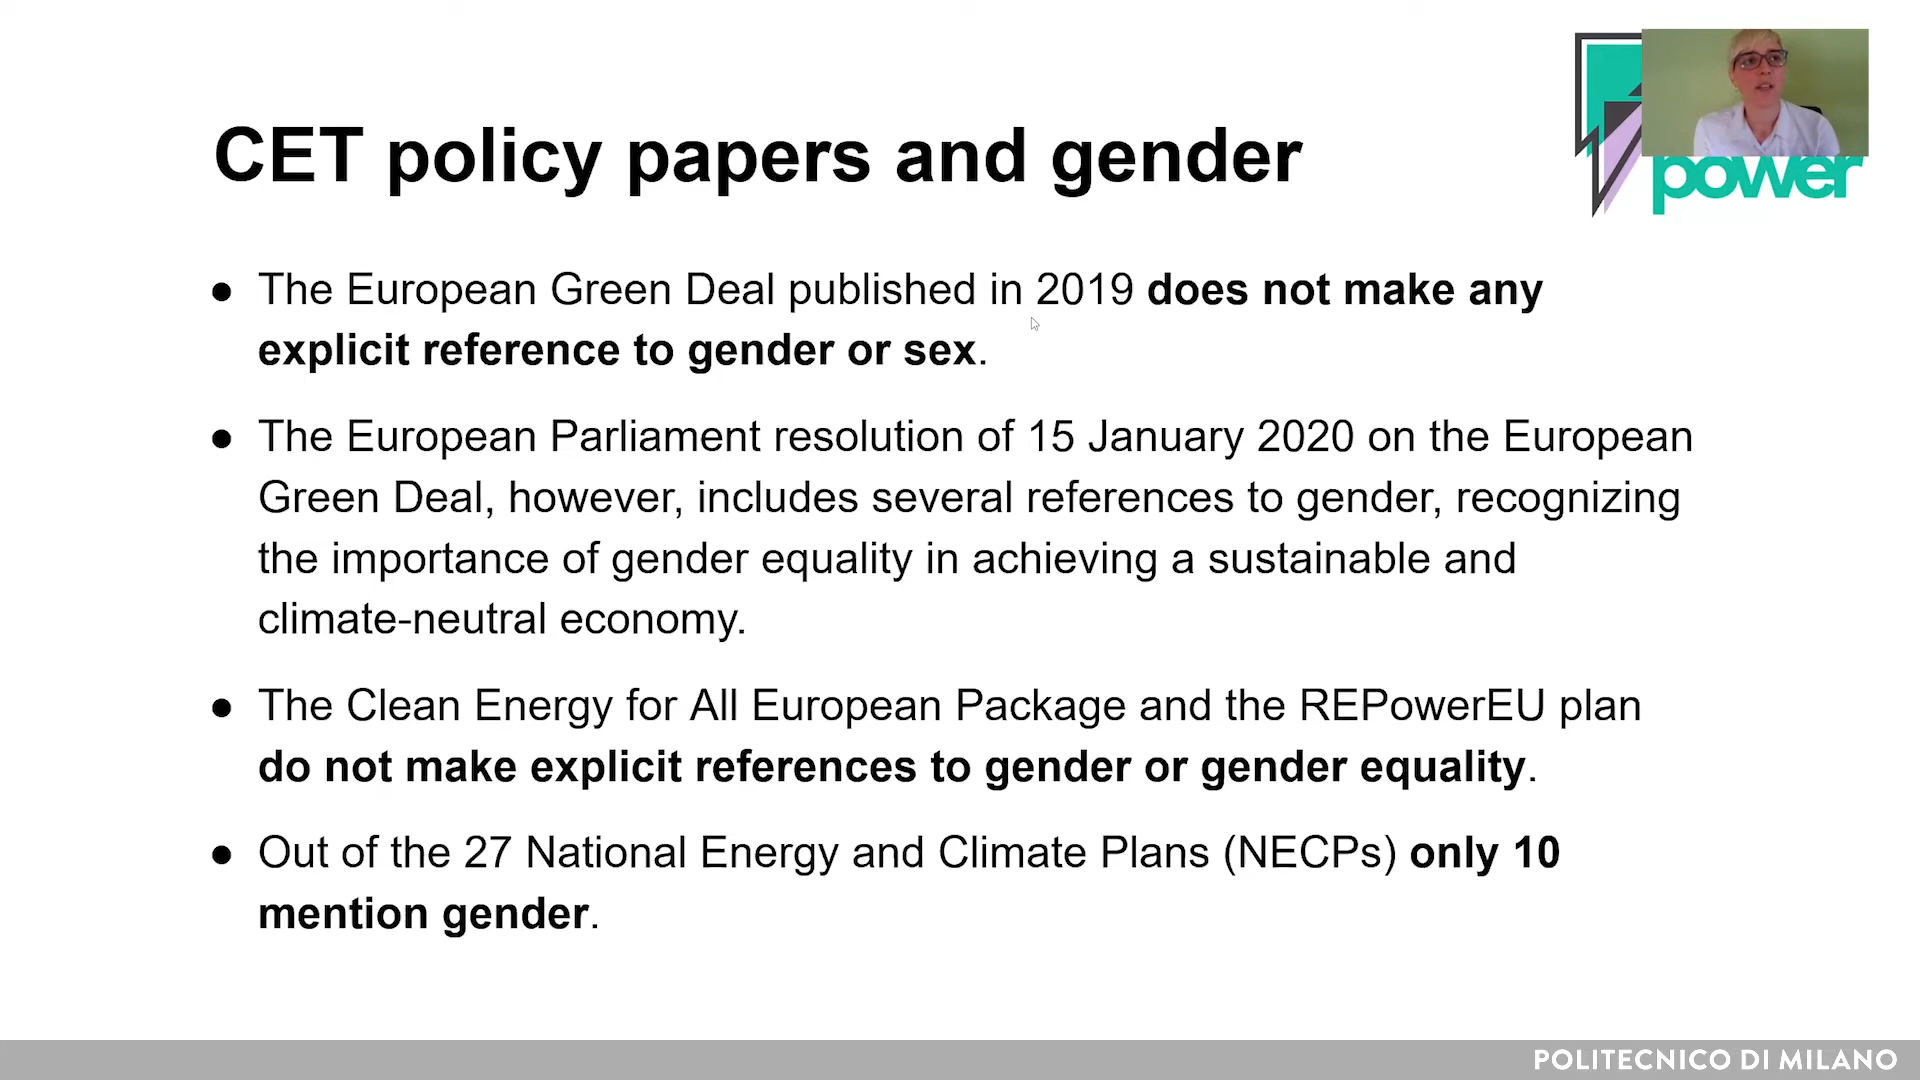 CET policy papers and gender
power
● The European Green Deal published in 2019 does not make any
explicit reference to gender or sex.
● The European Parliament resolution of 15 January 2020 on the European
Green Deal, however, includes several references to gender, recognizing
the importance of gender equality in achieving a sustainable and
climate-neutral economy.
● The Clean Energy for All European Package and the REPowerEU plan
do not make explicit references to gender or gender equality.
● Out of the 27 National Energy and Climate Plans (NECPs) only 10
mention gender.
POLITECNICO DI MILANO